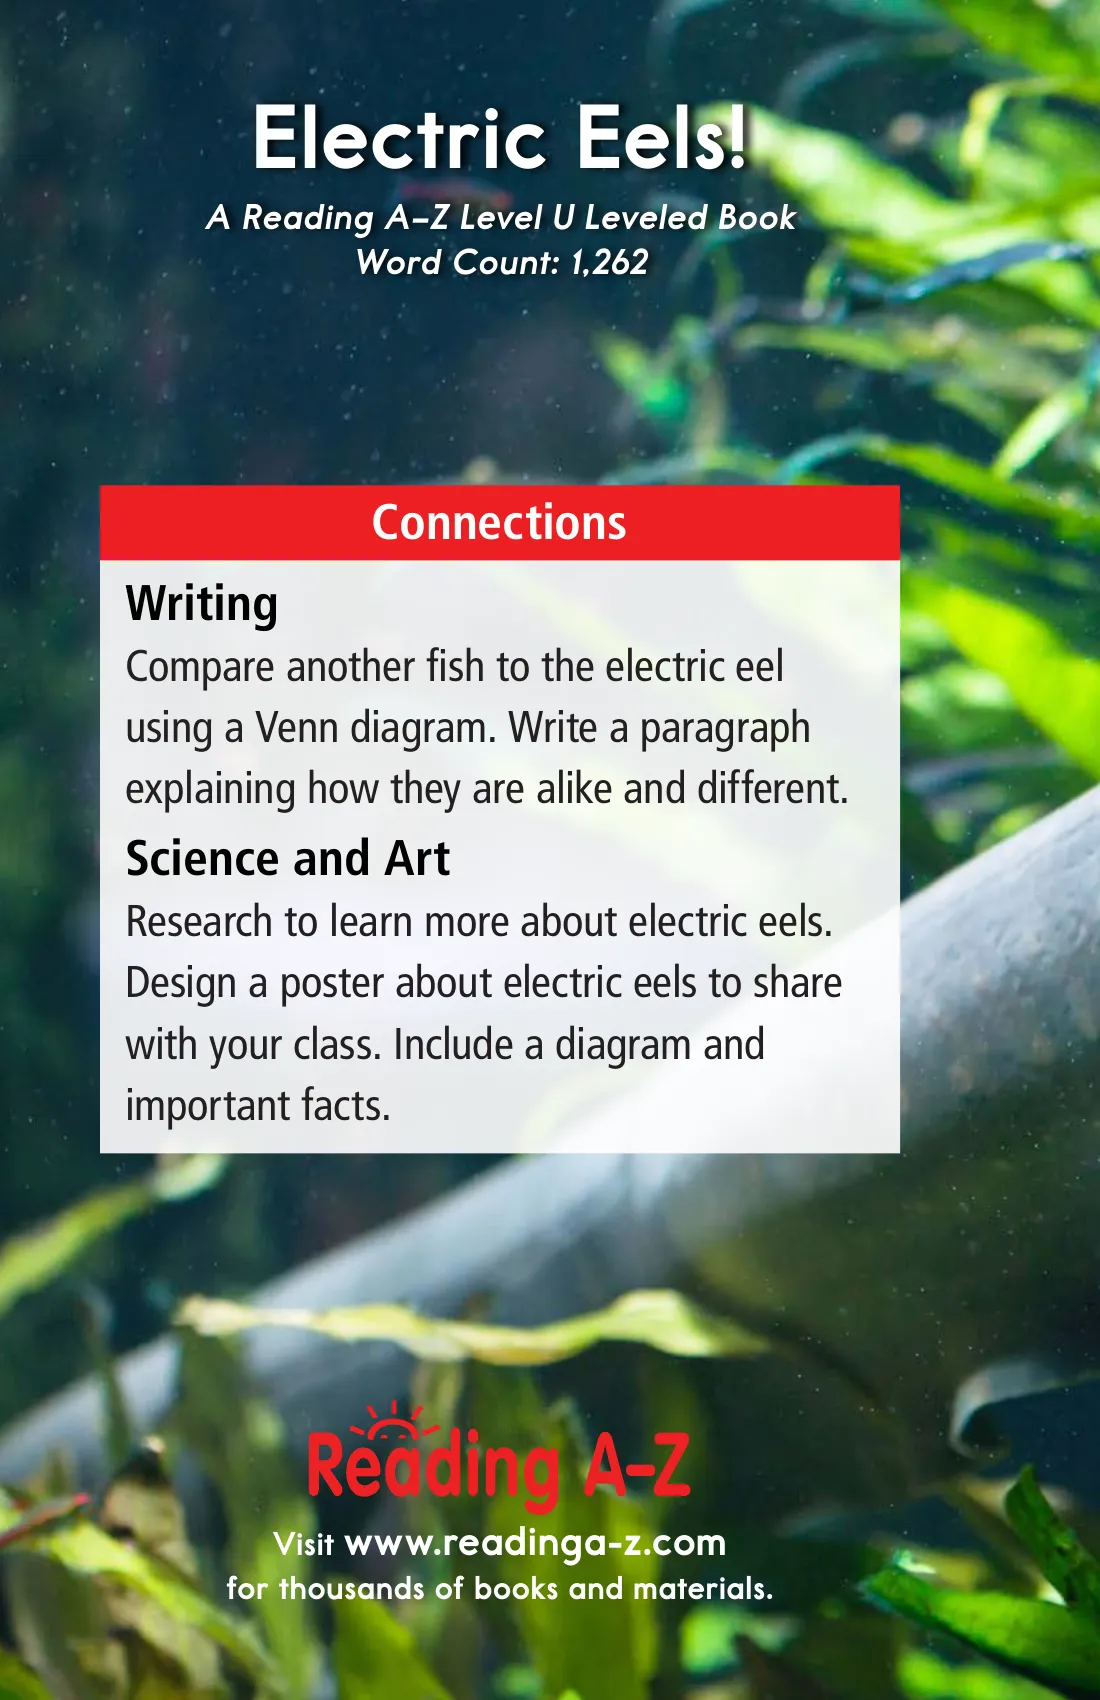 Electric Eels!
A Reading A–Z Level U Leveled Book
Word Count: 1,262
Connections
Writing
Compare another fish to the electric eel
using a Venn diagram. Write a paragraph
explaining how they are alike and different.
Science and Art
Research to learn more about electric eels.
Design a poster about electric eels to share
with your class. Include a diagram and
important facts.
Reading A-Z
Visit www.readinga-z.com
for thousands of books and materials.